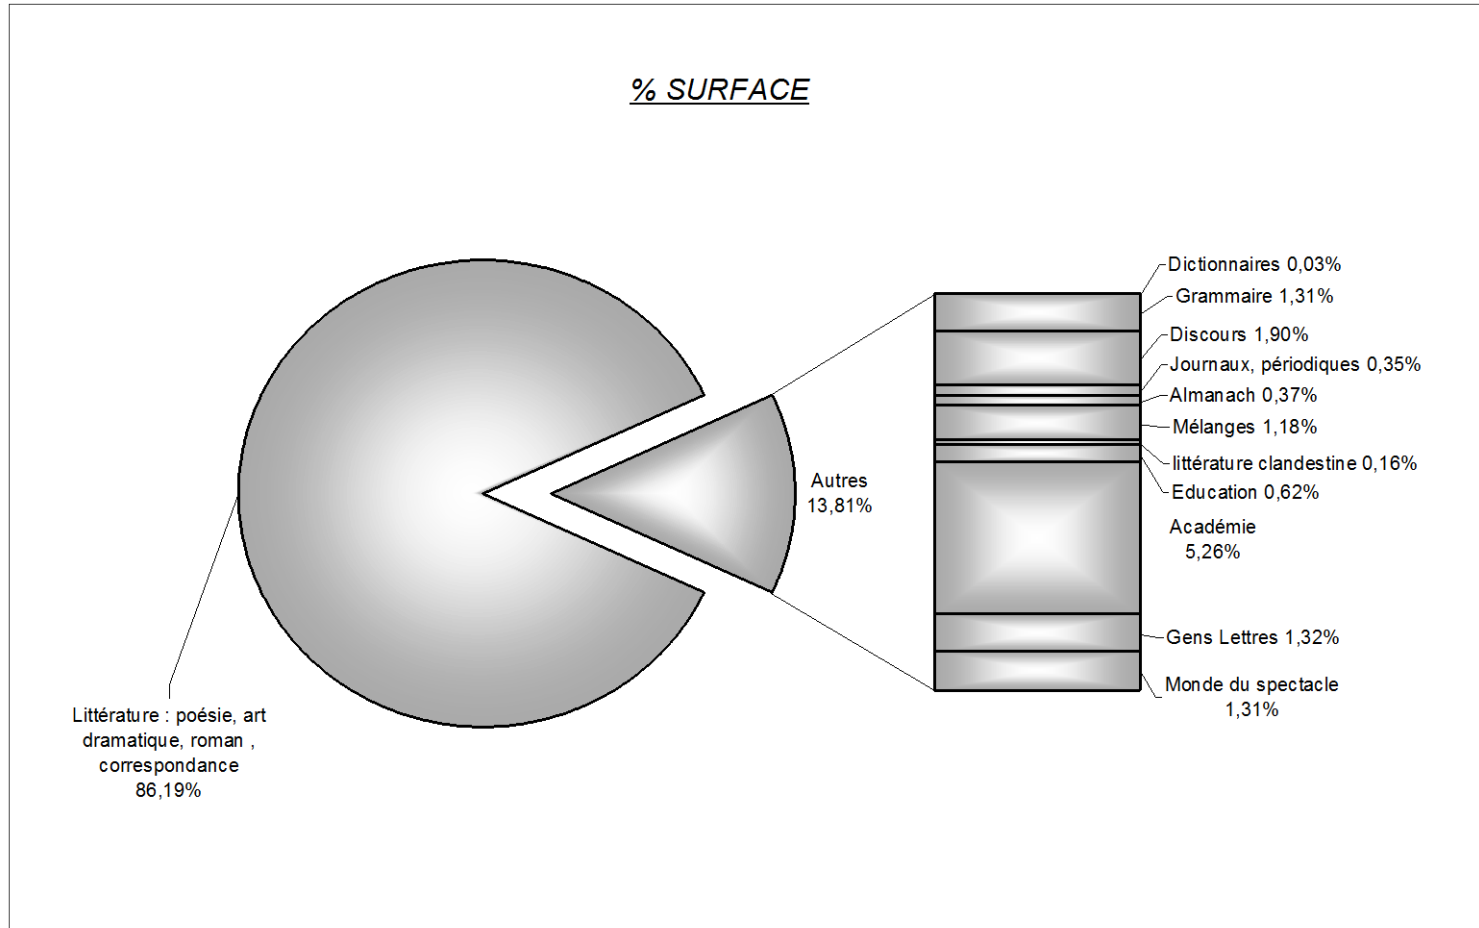 % SURFACE
Dictionnaires 0,03%
Grammaire 1,31%
Discours 1,90%
Journaux, périodiques 0,35%
Almanach 0,37%
Mélanges 1,18%
littérature clandestine 0,16%
Education 0,62%
Académie
5,26%
Gens Lettres 1,32%
Monde du spectacle
1,31%
Autres
13,81%
Littérature : poésie, art
dramatique, roman ,
correspondance
86,19%